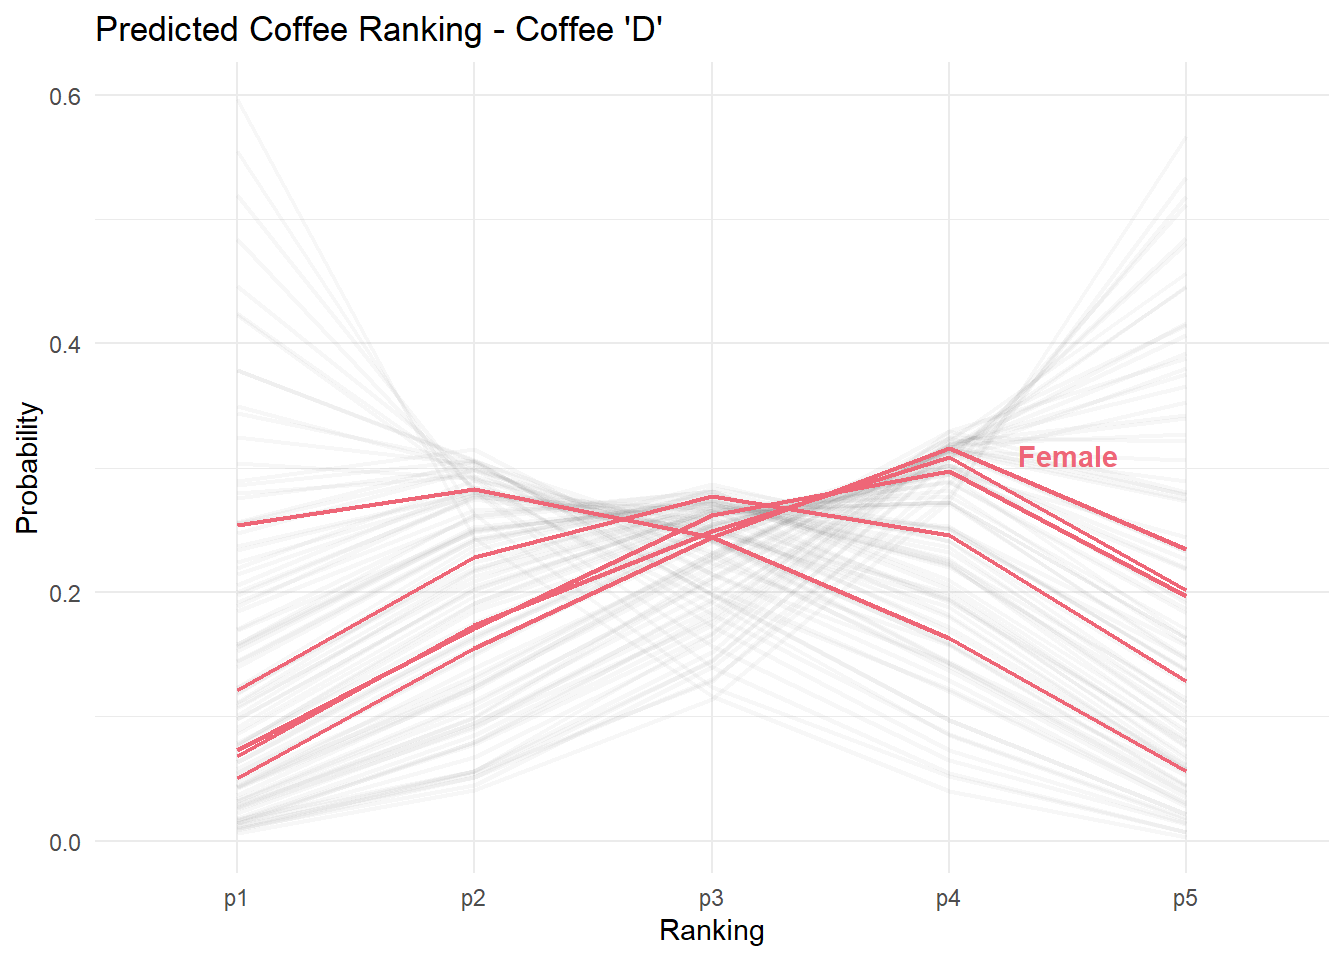 Predicted Coffee Ranking - Coffee 'D'
0.6
0.4
0.2
0.0
Probability
Female
p1 p2 p3 p4 p5
Ranking